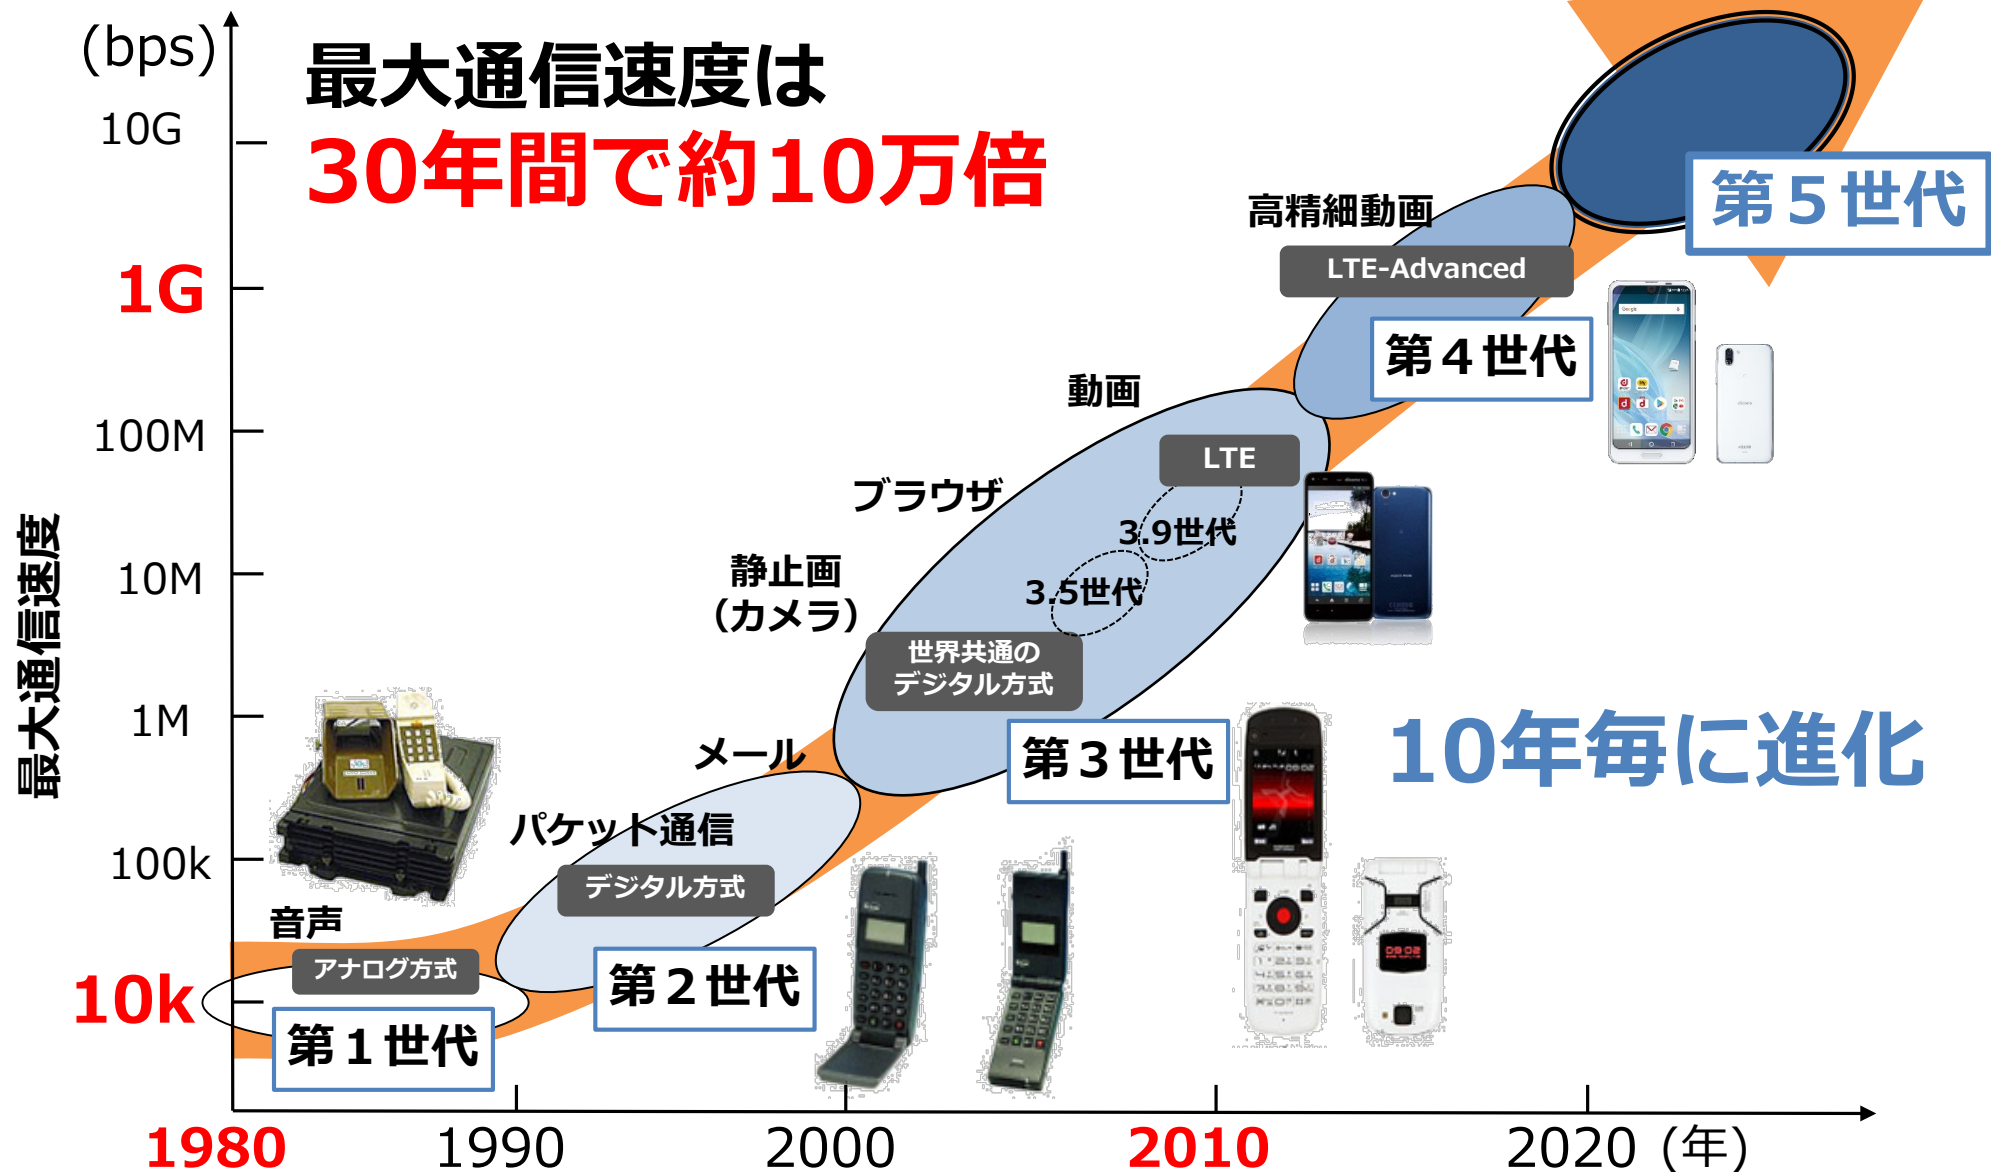 (bps)
最大通信速度は
30年間で約10万倍
10G
1G
100M
10M
1M
100k
10k
最大通信速度
第５世代
高精細動画
LTE-Advanced
第４世代
動画
LTE
ブラウザ
3.9世代
静止画
（カメラ）
3.5世代
世界共通の
デジタル方式
第３世代
10年毎に進化
メール
パケット通信
デジタル方式
第２世代
音声
アナログ方式
第１世代
1980
1990
2000
2010
2020 (年)